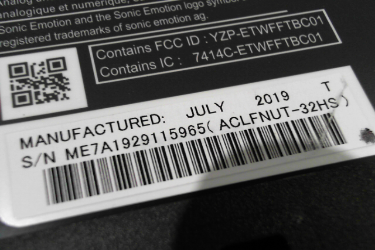 analogique et numérique,
Sonic Emotion and the Sonic Emotion logo symbol
registered trademarks of sonic emotion ag.
Contains FCC ID : YZP-ETWFFTBC01
Contains IC : 7414C-ETWFFTBC01
MANUFACTURED: JULY 2019 T
S/N ME7A1929115965( ACLFNUT-32HS )